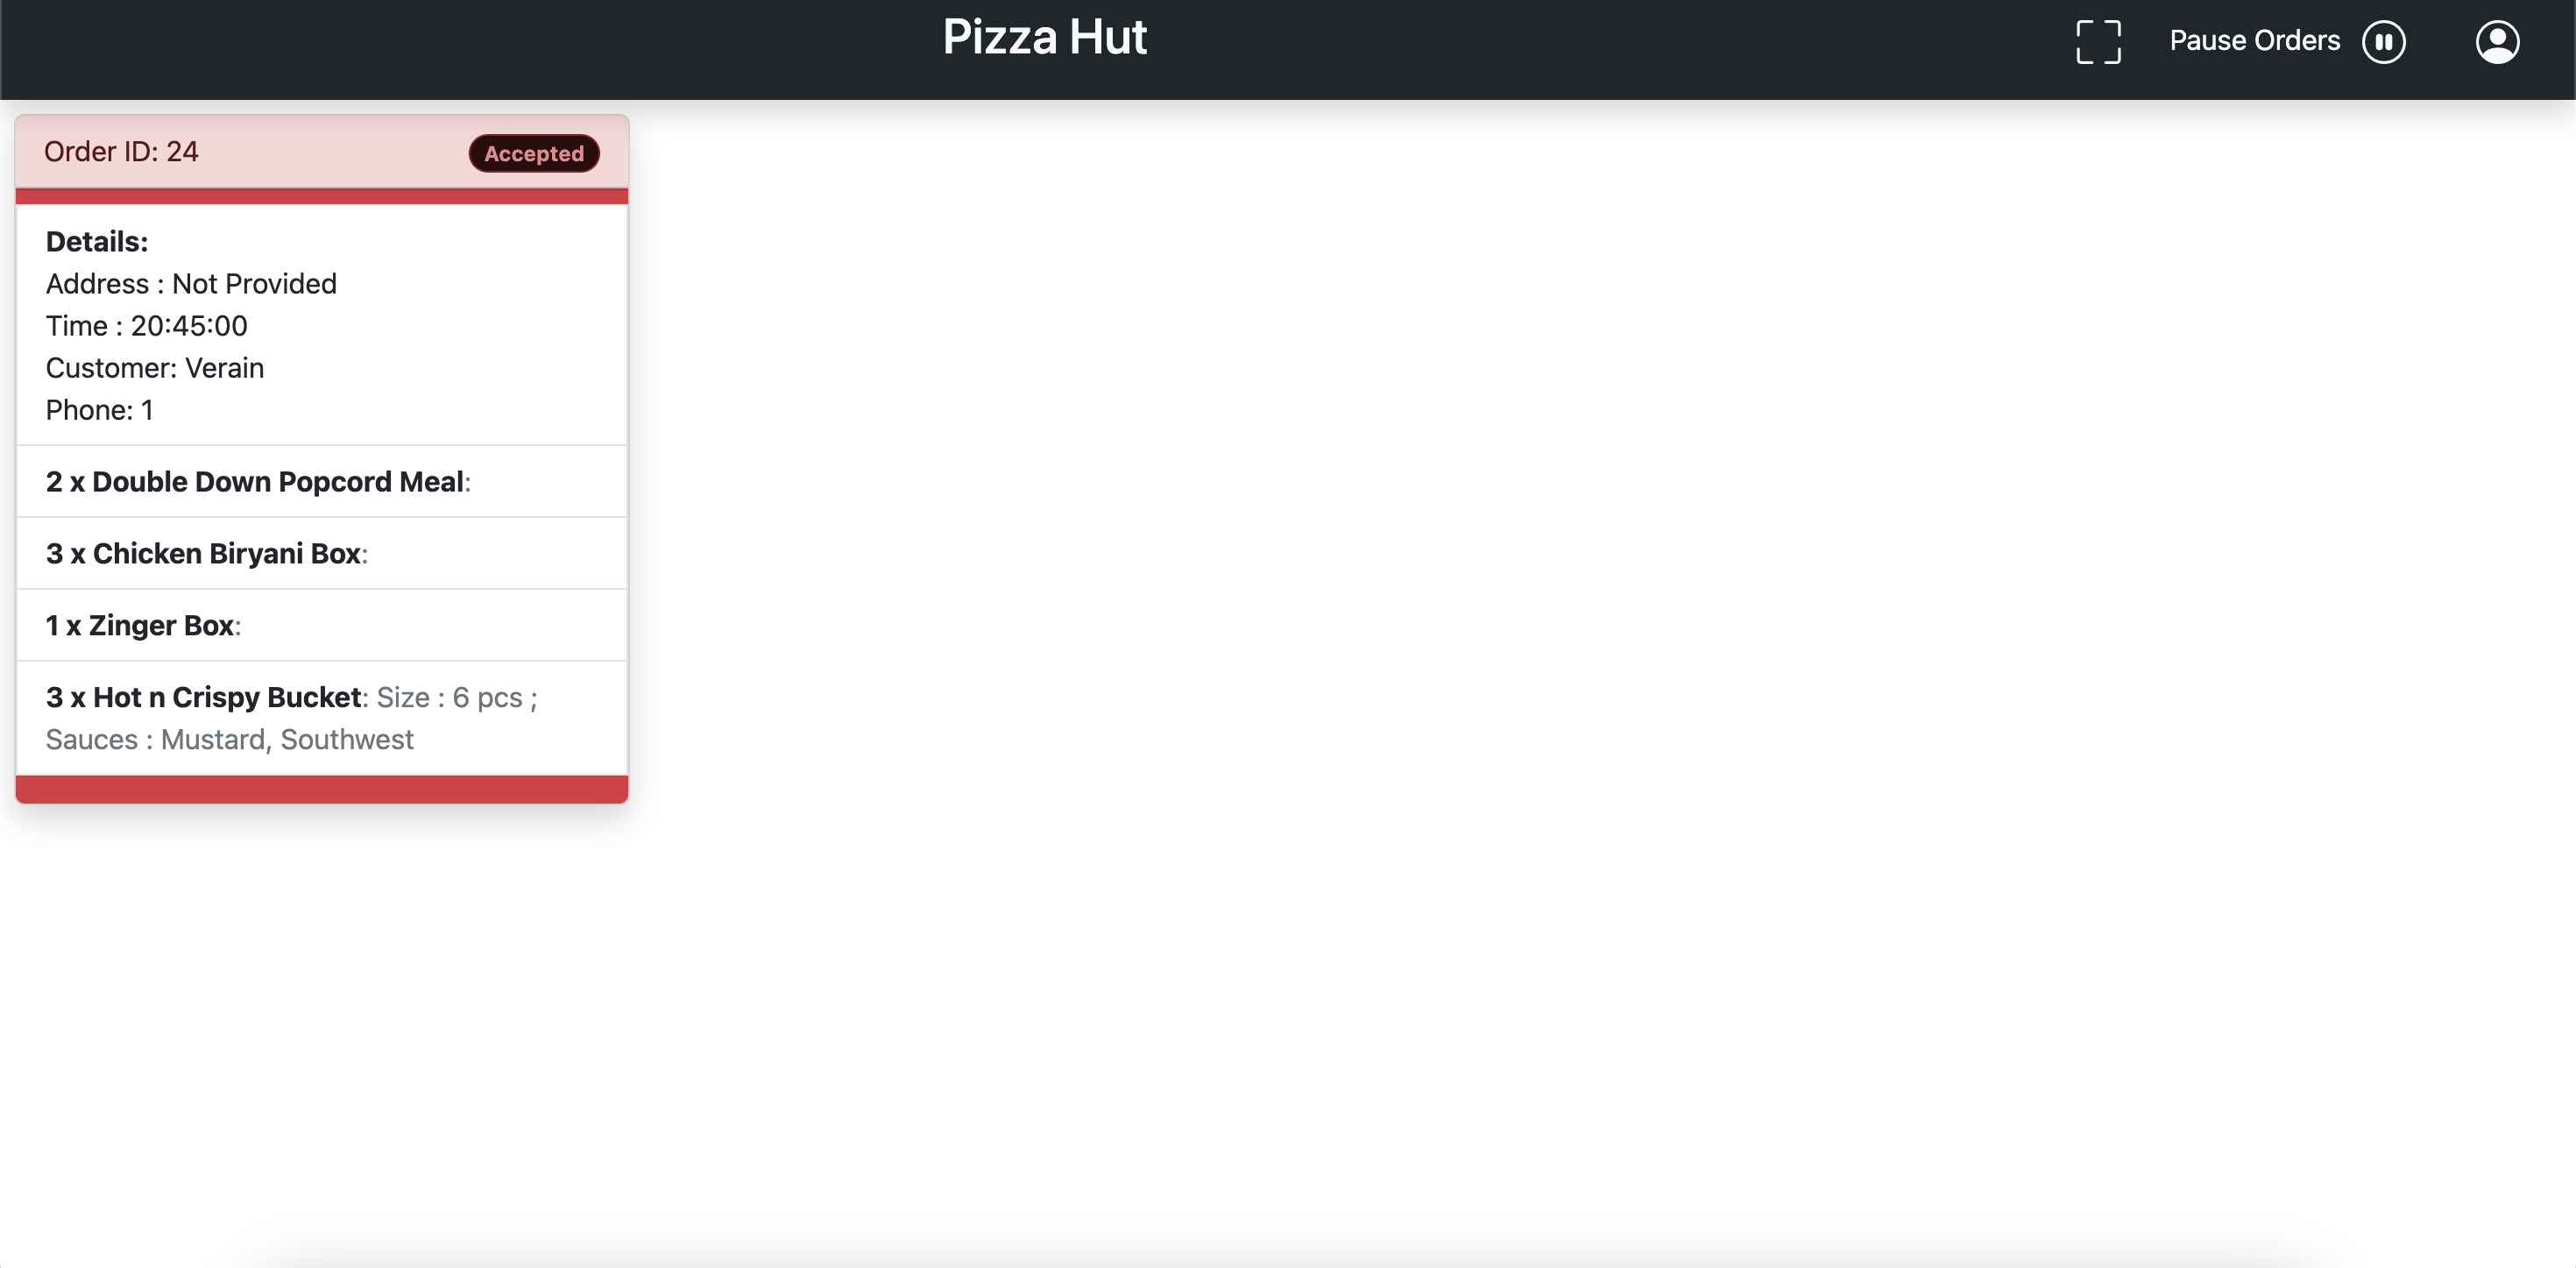 Pizza Hut
Pause Orders
Order ID: 24
Accepted
Details:
Address : Not Provided
Time : 20:45:00
Customer: Verain
Phone: 1
2 x Double Down Popcord Meal:
3 x Chicken Biryani Box:
1 x Zinger Box:
3 x Hot n Crispy Bucket: Size : 6 pcs ;
Sauces : Mustard, Southwest